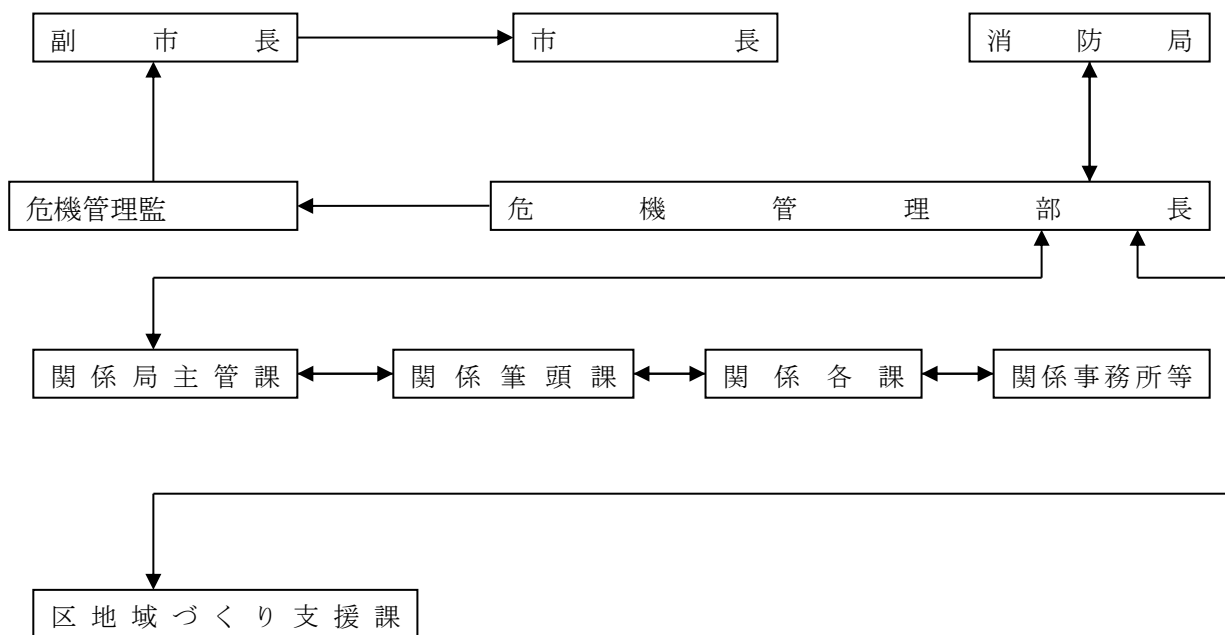 副市長
市長
消防局
危機管理監
危機管理部長
関係局主管課
関係筆頭課
関係各課
関係事務所等
区地域づくり支援課